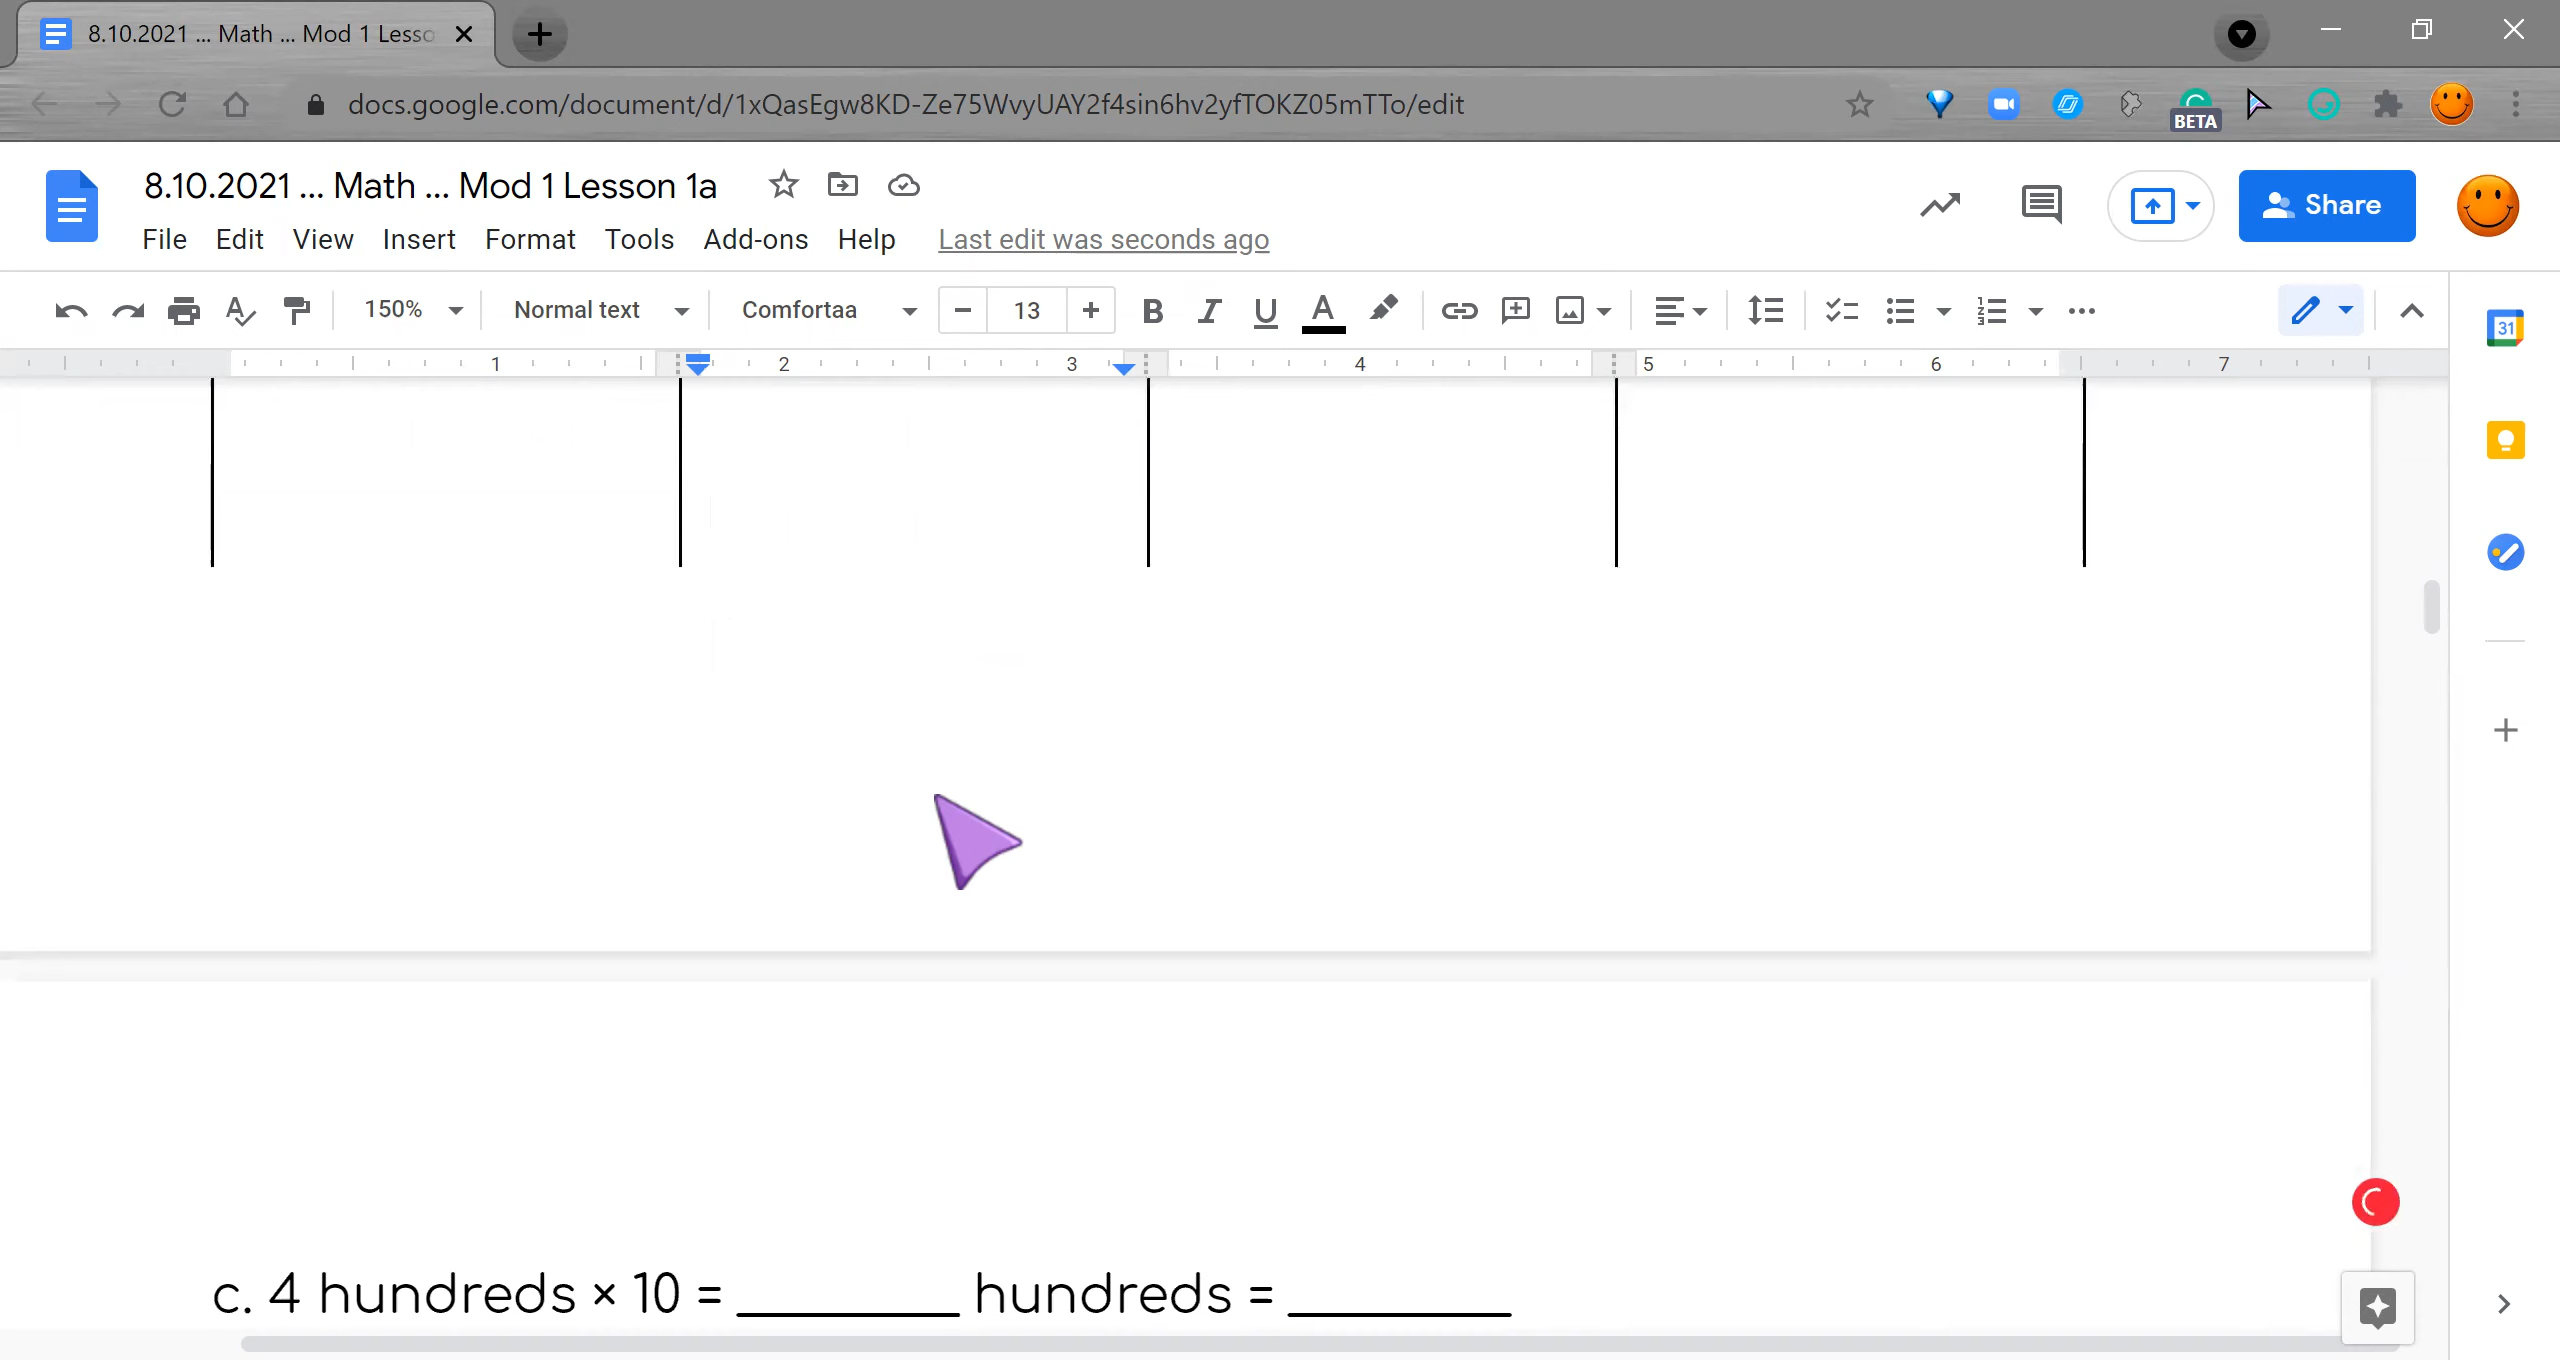 8.10.2021 ... Math ... Mod 1 Lesso
docs.google.com/document/d/1xQasEgw8KD-Ze75WvyUAY2f4sin6hv2yfTOKZ05mTTo/edit
BETA
8.10.2021 ... Math ... Mod 1 Lesson 1a
Share
File Edit View Insert Format Tools Add-ons Help Last edit was seconds ago
150% Normal text Comfortaa 13 B I U A
31
1 2 3 4 5 6 7
c. 4 hundreds × 10 = ________ hundreds = ________